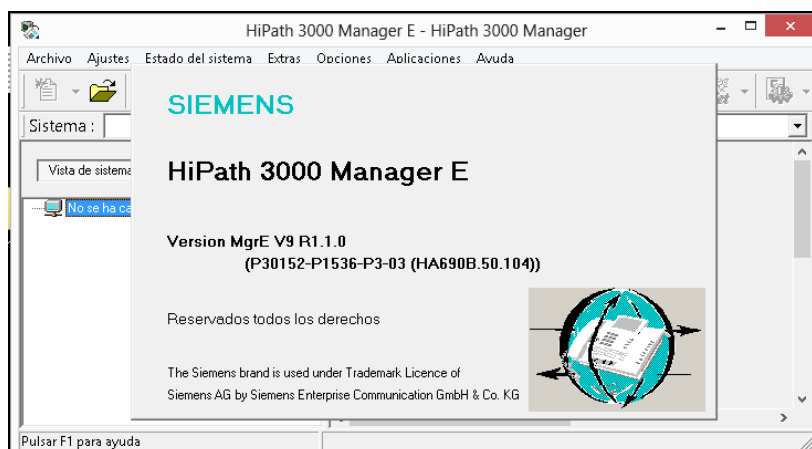 HiPath 3000 Manager E - HiPath 3000 Manager
Archivo Ajustes Estado del sistema Extras Opciones Aplicaciones Ayuda
Sistema :
SIEMENS
Vista de sistema
HiPath 3000 Manager E
No se ha ca
Version MgrE V9 R1.1.0
(P30152-P1536-P3-03 (HA690B.50.104))
Reservados todos los derechos
The Siemens brand is used under Trademark Licence of
Siemens AG by Siemens Enterprise Communication GmbH & Co. KG
Pulsar F1 para ayuda